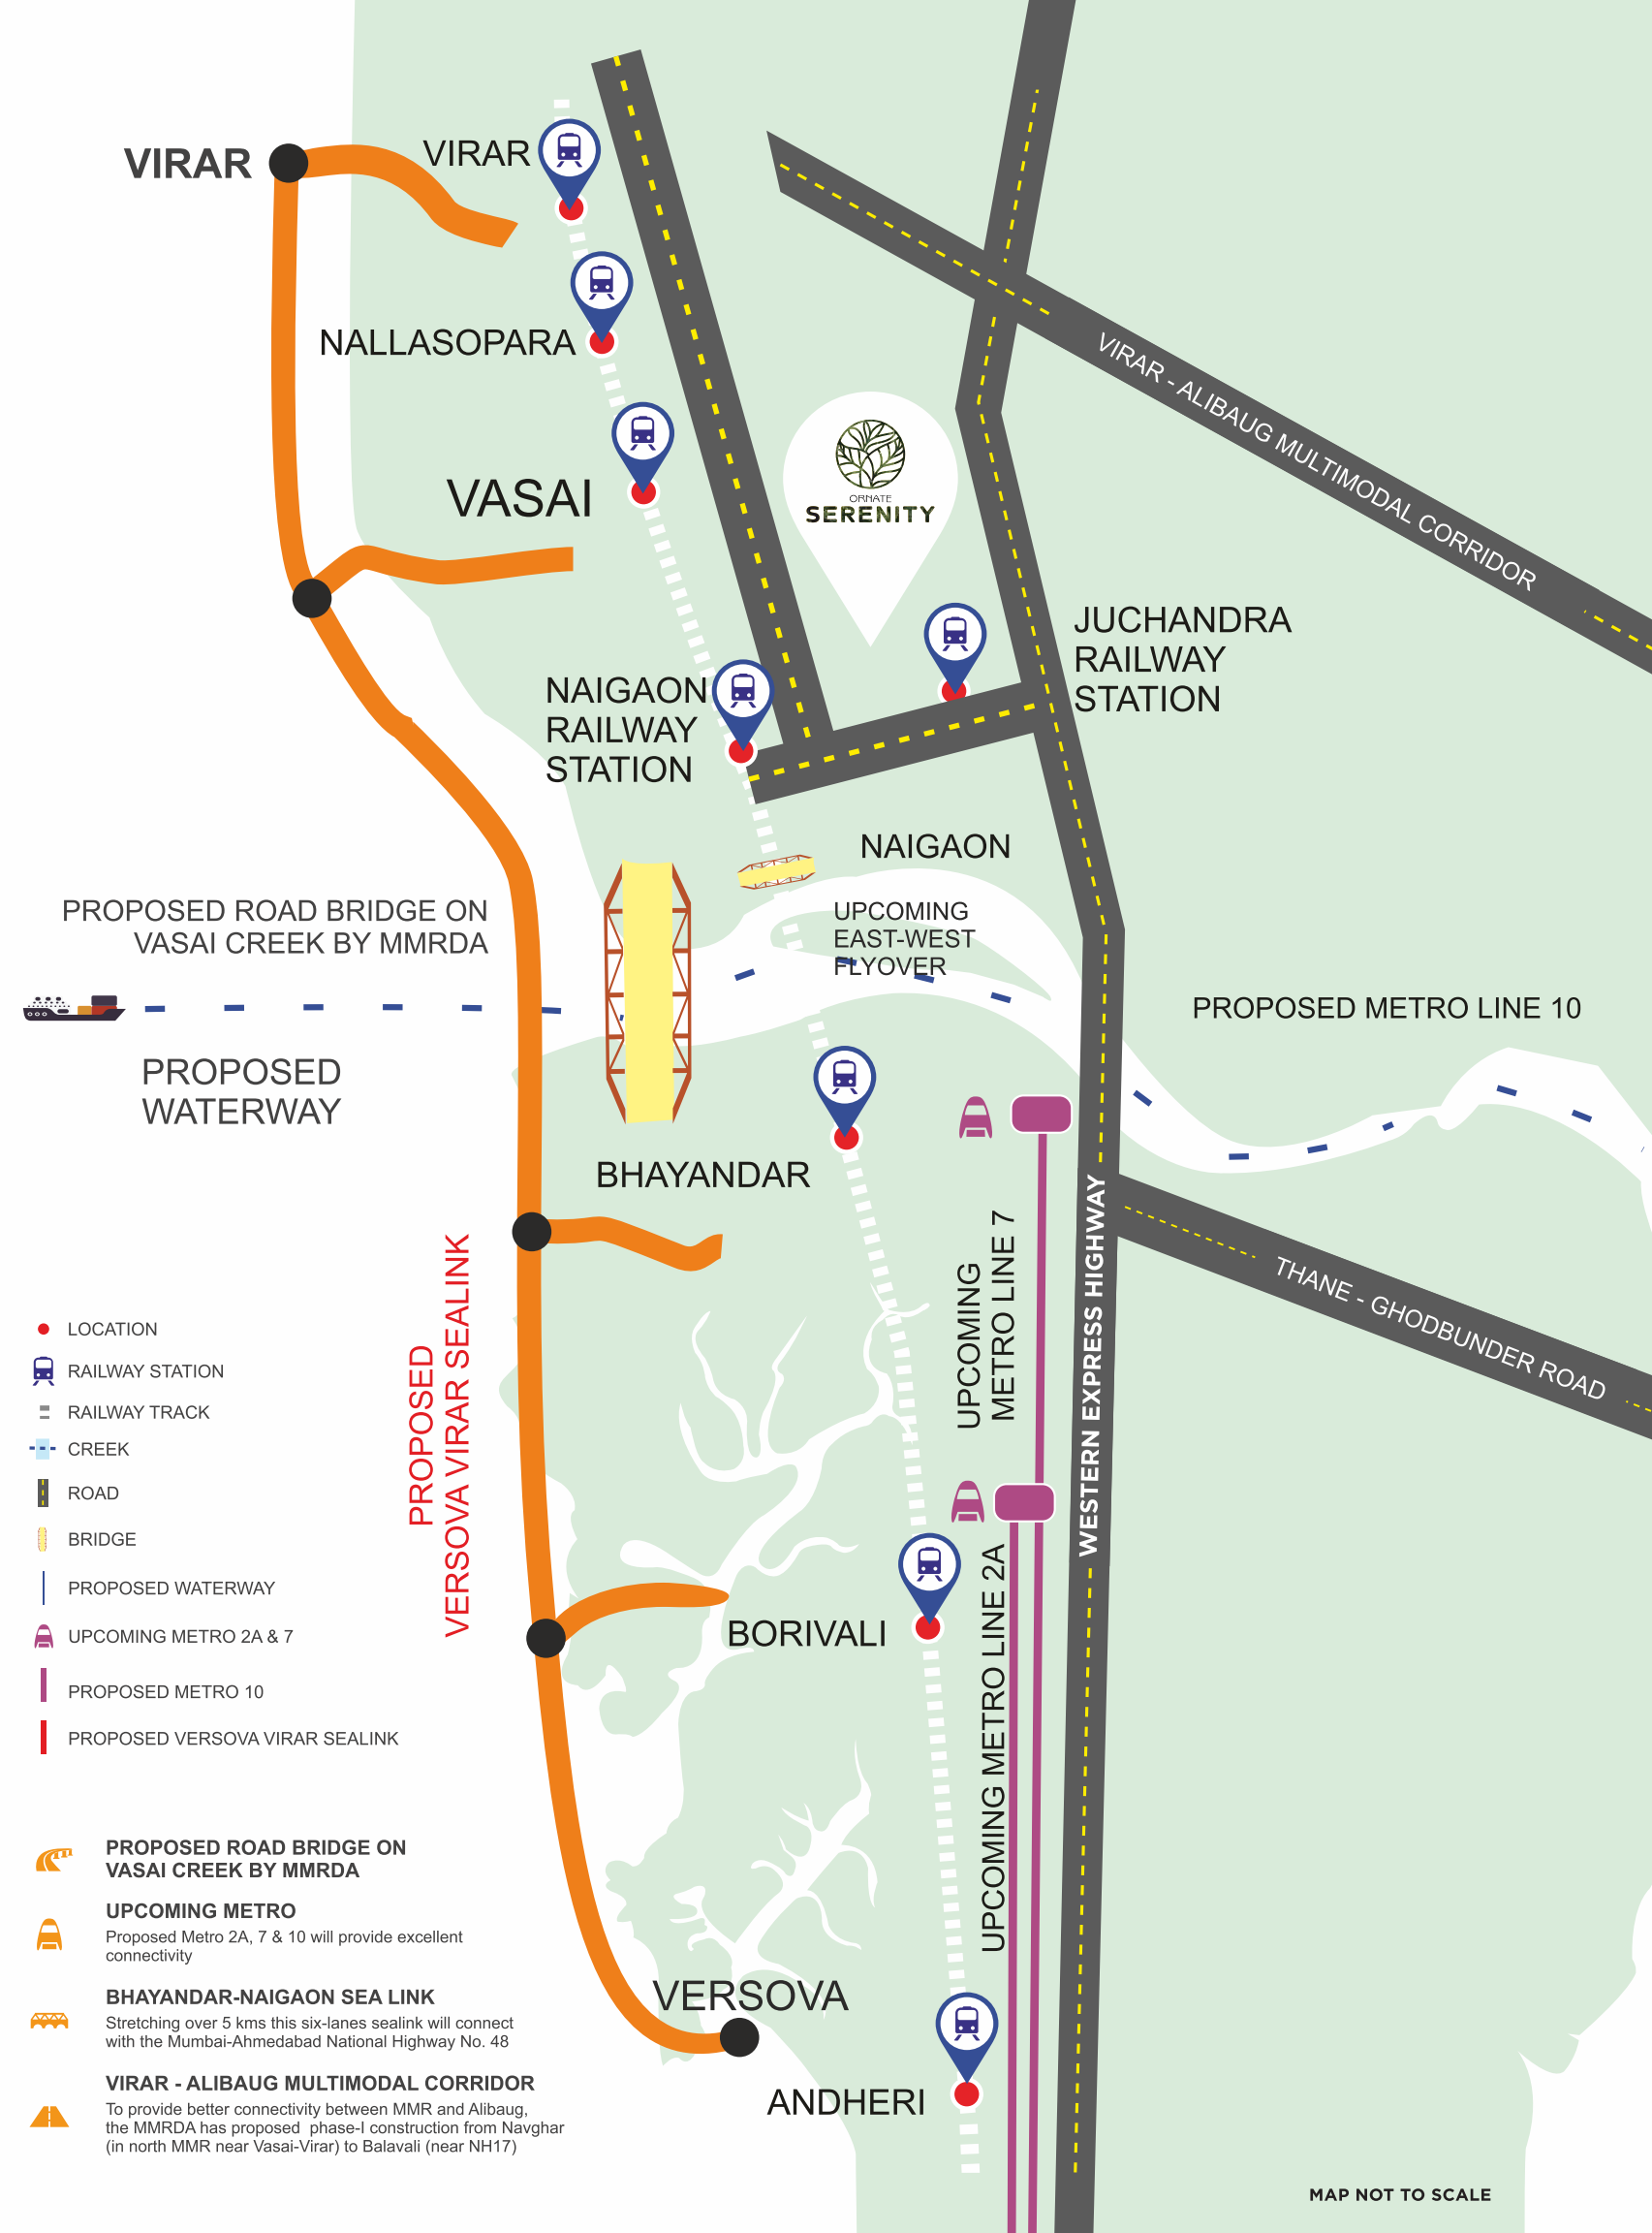 VIRAR
VIRAR
NALLASOPARA
VASAI
ORNATE
SERENITY
VIRAR - ALIBAUG MULTIMODAL CORRIDOR
JUCHANDRA
RAILWAY
STATION
NAIGAON
RAILWAY
STATION
NAIGAON
UPCOMING
EAST-WEST
FLYOVER
PROPOSED ROAD BRIDGE ON
VASAI CREEK BY MMRDA
PROPOSED METRO LINE 10
PROPOSED
WATERWAY
BHAYANDAR
UPCOMING
METRO LINE 7
WESTERN EXPRESS HIGHWAY
THANE - GHODBUNDER ROAD
PROPOSED
VERSOVA VIRAR SEALINK
LOCATION
RAILWAY STATION
RAILWAY TRACK
CREEK
ROAD
BRIDGE
PROPOSED WATERWAY
UPCOMING METRO 2A & 7
PROPOSED METRO 10
PROPOSED VERSOVA VIRAR SEALINK
BORIVALI
UPCOMING METRO LINE 2A
PROPOSED ROAD BRIDGE ON
VASAI CREEK BY MMRDA
UPCOMING METRO
Proposed Metro 2A, 7 & 10 will provide excellent
connectivity
BHAYANDAR-NAIGAON SEA LINK
Stretching over 5 kms this six-lanes sealink will connect
with the Mumbai-Ahmedabad National Highway No. 48
VIRAR - ALIBAUG MULTIMODAL CORRIDOR
To provide better connectivity between MMR and Alibaug,
the MMRDA has proposed phase-I construction from Navghar
(in north MMR near Vasai-Virar) to Balavali (near NH17)
VERSOVA
ANDHERI
MAP NOT TO SCALE